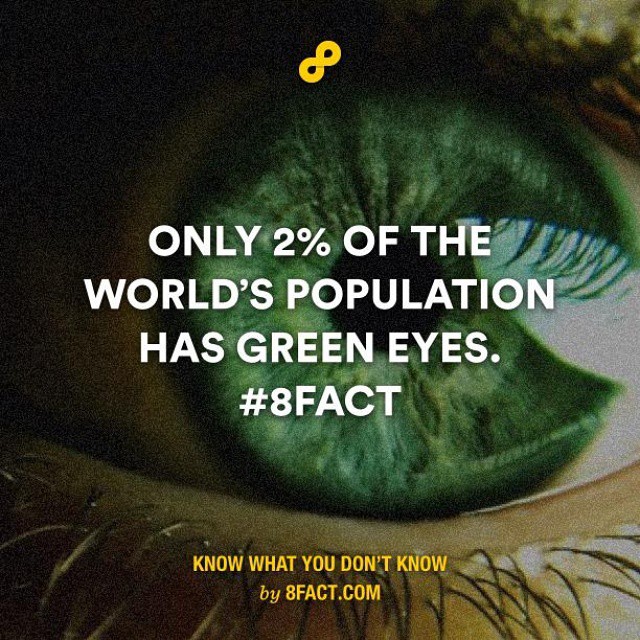 ONLY 2% OF THE
WORLD'S POPULATION
HAS GREEN EYES.
#8FACT
KNOW WHAT YOU DON'T KNOW
by 8FACT.COM